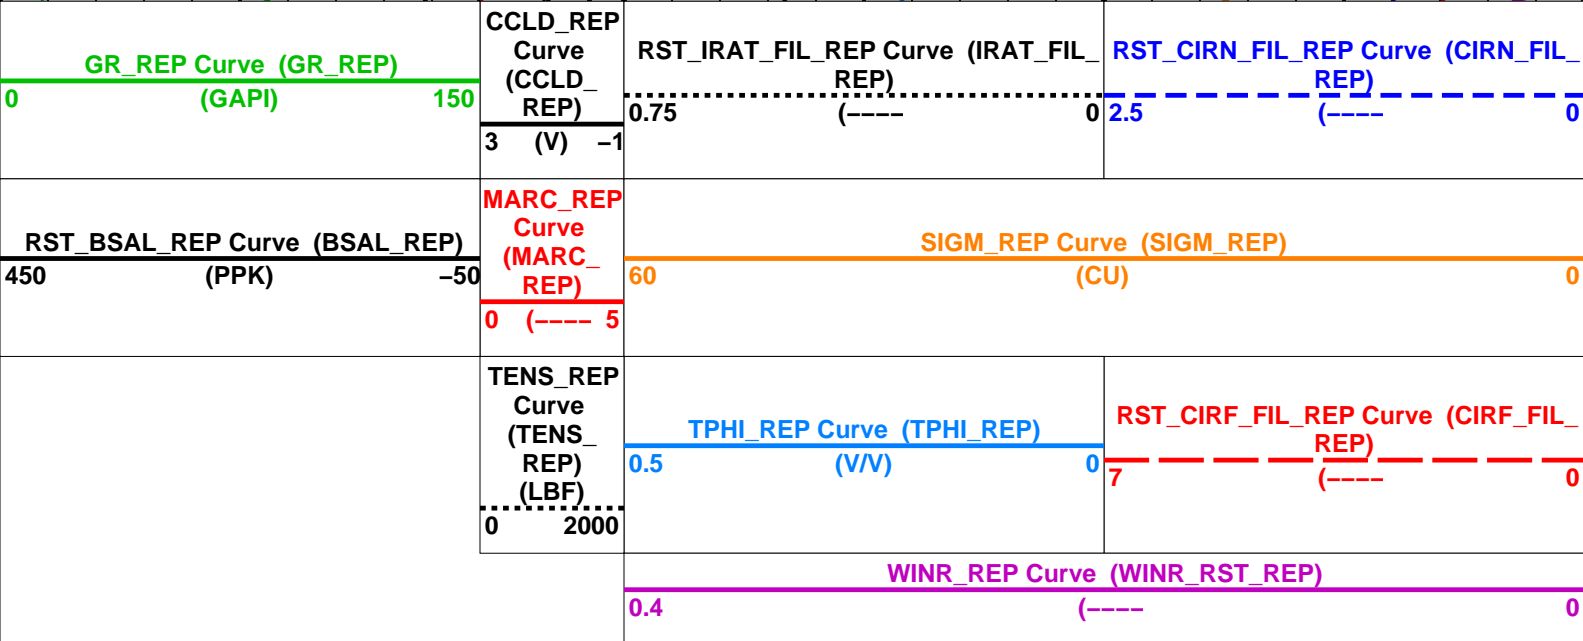 GR_REP Curve (GR_REP)
0 (GAPI) 150
CCLD_REP
Curve
(CCLD_
REP)
3 (V) −1
RST_IRAT_FIL_REP Curve (IRAT_FIL_
REP)
0.75 (−−−− 0
RST_CIRN_FIL_REP Curve (CIRN_FIL_
REP)
2.5 (−−−− 0
RST_BSAL_REP Curve (BSAL_REP)
450 (PPK) −50
MARC_REP
Curve
(MARC_
REP)
0 (−−−− 5
SIGM_REP Curve (SIGM_REP)
60 (CU) 0
TENS_REP
Curve
(TENS_
REP)
(LBF)
0 2000
TPHI_REP Curve (TPHI_REP)
0.5 (V/V) 0
RST_CIRF_FIL_REP Curve (CIRF_FIL_
REP)
7 (−−−− 0
WINR_REP Curve (WINR_RST_REP)
0.4 (−−−− 0